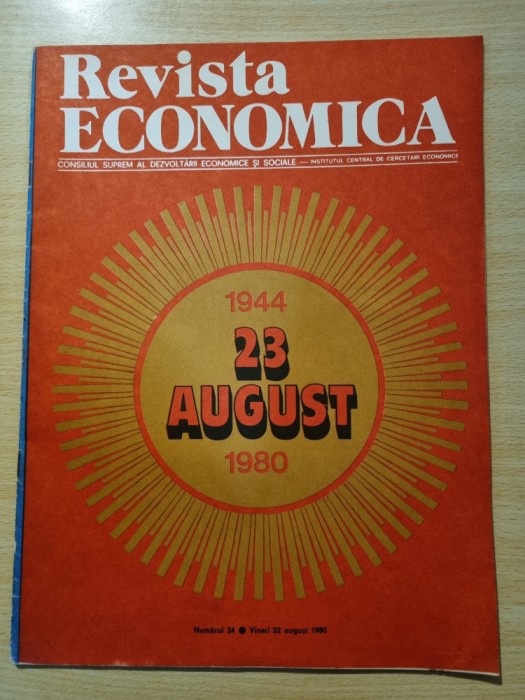 Revista
ECONOMICA
CONSILIUL SUPREM AL DEZVOLTĂRII ECONOMICE ŞI SOCIALE — INSTITUTUL CENTRAL DE CERCETĂRI ECONOMICE
1944
23
AUGUST
1980
Numărul 34 ● Vineri 22 august 1980